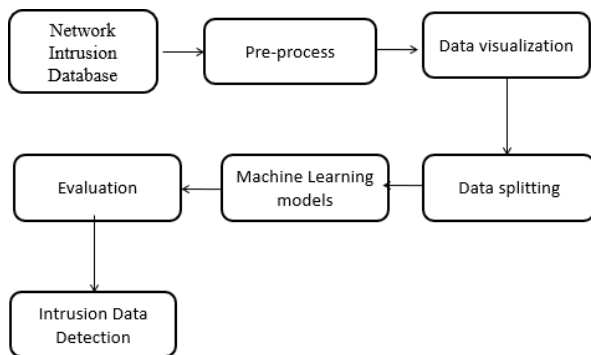 Network
Intrusion
Database
Pre-process
Data visualization
Evaluation
Machine Learning
models
Data splitting
Intrusion Data
Detection